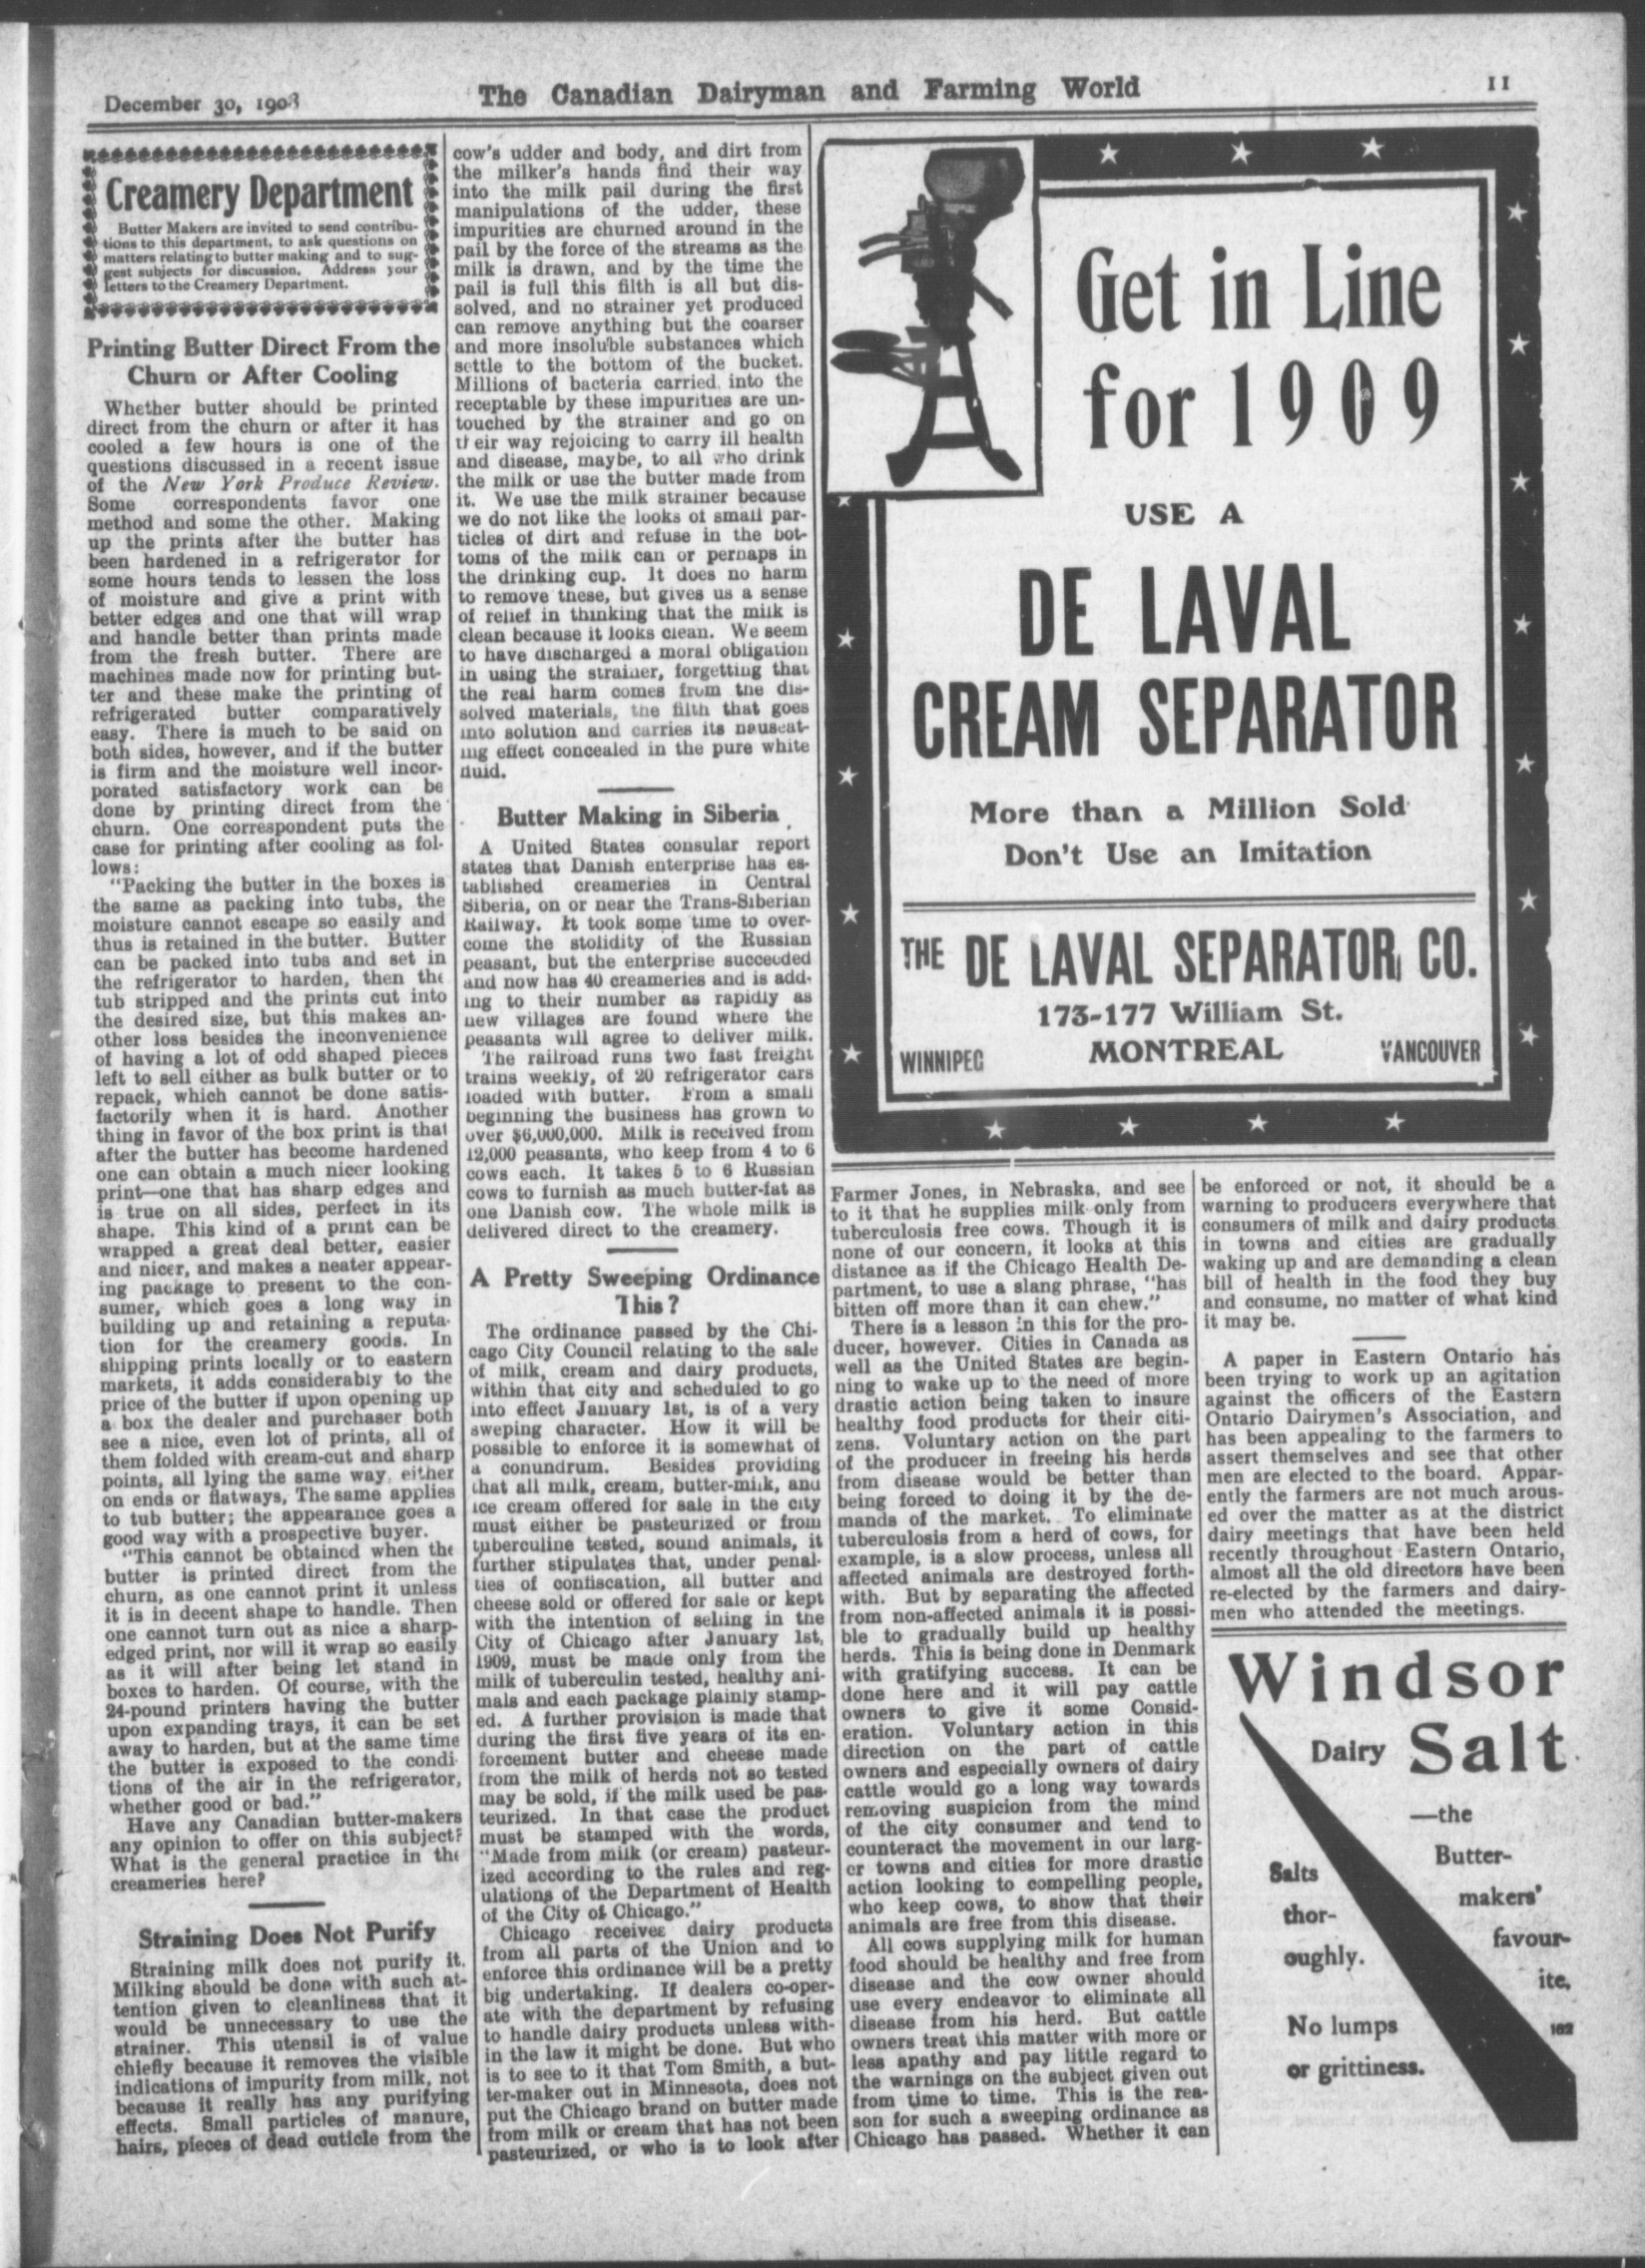 December 30, 1908
The Canadian Dairyman and Farming World
11
Creamery Department
Butter Makers are invited to send contribu-
tions to this department, to ask questions on
matters relating to butter making and to sug-
gest subjects for discussion. Address your
letters to the Creamery Department.
Printing Butter Direct From the
Churn or After Cooling
Whether butter should be printed
direct from the churn or after it has
cooled a few hours is one of the
questions discussed in a recent issue
of the New York Produce Review.
Some correspondents favor one
method and some the other. Making
up the prints after the butter has
been hardened in a refrigerator for
some hours tends to lessen the loss
of moisture and give a print with
better edges and one that will wrap
and handle better than prints made
from the fresh butter. There are
machines made now for printing but-
ter and these make the printing of
refrigerated butter comparatively
easy. There is much to be said on
both sides, however, and if the butter
is firm and the moisture well incor-
porated satisfactory work can be
done by printing direct from the
churn. One correspondent puts the
case for printing after cooling as fol-
lows:
"Packing the butter in the boxes is
the same as packing into tubs, the
moisture cannot escape so easily and
thus is retained in the butter. Butter
can be packed into tubs and set in
the refrigerator to harden, then the
tub stripped and the prints cut into
the desired size, but this makes an-
other loss besides the inconvenience
of having a lot of odd shaped pieces
left to sell either as bulk butter or to
repack, which cannot be done satis-
factorily when it is hard. Another
thing in favor of the box print is that
after the butter has become hardened
one can obtain a much nicer looking
print—one that has sharp edges and
is true on all sides, perfect in its
shape. This kind of a print can be
wrapped a great deal better, easier
and nicer, and makes a neater appear-
ing package to present to the con-
sumer, which goes a long way in
building up and retaining a reputa-
tion for the creamery goods. In
shipping prints locally or to eastern
markets, it adds considerably to the
price of the butter if upon opening up
a box the dealer and purchaser both
see a nice, even lot of prints, all of
them folded with cream-cut and sharp
points, all lying the same way, either
on ends or flatways, The same applies
to tub butter; the appearance goes a
good way with a prospective buyer.
"This cannot be obtained when the
butter is printed direct from the
churn, as one cannot print it unless
it is in decent shape to handle. Then
one cannot turn out as nice a sharp-
edged print, nor will it wrap so easily
as it will after being let stand in
boxes to harden. Of course, with the
24-pound printers having the butter
upon expanding trays, it can be set
away to harden, but at the same time
the butter is exposed to the condi-
tions of the air in the refrigerator,
whether good or bad."
Have any Canadian butter-makers
any opinion to offer on this subject?
What is the general practice in the
creameries here?
Straining Does Not Purify
Straining milk does not purify it.
Milking should be done with such at-
tention given to cleanliness that it
would be unnecessary to use the
strainer. This utensil is of value
chiefly because it removes the visible
indications of impurity from milk, not
because it really has any purifying
effects. Small particles of manure,
hairs, pieces of dead cuticle from the
cow's udder and body, and dirt from
the milker's hands find their way
into the milk pail during the first
manipulations of the udder, these
impurities are churned around in the
pail by the force of the streams as the
milk is drawn, and by the time the
pail is full this filth is all but dis-
solved, and no strainer yet produced
can remove anything but the coarser
and more insoluble substances which
settle to the bottom of the bucket.
Millions of bacteria carried into the
receptable by these impurities are un-
touched by the strainer and go on
their way rejoicing to carry ill health
and disease, maybe, to all who drink
the milk or use the butter made from
it. We use the milk strainer because
we do not like the looks of small par-
ticles of dirt and refuse in the bot-
toms of the milk can or perhaps in
the drinking cup. It does no harm
to remove these, but gives us a sense
of relief in thinking that the milk is
clean because it looks clean. We seem
to have discharged a moral obligation
in using the strainer, forgetting that
the real harm comes from the dis-
solved materials, the filth that goes
into solution and carries its nauseat-
ing effect concealed in the pure white
fluid.
Butter Making in Siberia
A United States consular report
states that Danish enterprise has es-
tablished creameries in Central
Siberia, on or near the Trans-Siberian
Railway. It took some time to over-
come the stolidity of the Russian
peasant, but the enterprise succeeded
and now has 40 creameries and is add-
ing to their number as rapidly as
new villages are found where the
peasants will agree to deliver milk.
The railroad runs two fast freight
trains weekly, of 20 refrigerator cars
loaded with butter. From a small
beginning the business has grown to
over $6,000,000. Milk is received from
12,000 peasants, who keep from 4 to 6
cows each. It takes 5 to 6 Russian
cows to furnish as much butter-fat as
one Danish cow. The whole milk is
delivered direct to the creamery.
A Pretty Sweeping Ordinance
This?
The ordinance passed by the Chi-
cago City Council relating to the sale
of milk, cream and dairy products,
within that city and scheduled to go
into effect January 1st, is of a very
sweping character. How it will be
possible to enforce it is somewhat of
a conundrum. Besides providing
that all milk, cream, butter-milk, and
ice cream offered for sale in the city
must either be pasteurized or from
tuberculine tested, sound animals, it
further stipulates that, under penal-
ties of confiscation, all butter and
cheese sold or offered for sale or kept
with the intention of selling in the
City of Chicago after January 1st,
1909, must be made only from the
milk of tuberculin tested, healthy ani-
mals and each package plainly stamp-
ed. A further provision is made that
during the first five years of its en-
forcement butter and cheese made
from the milk of herds not so tested
may be sold, if the milk used be pas-
teurized. In that case the product
must be stamped with the words,
"Made from milk (or cream) pasteur-
ized according to the rules and reg-
ulations of the Department of Health
of the City of Chicago."
Chicago receives dairy products
from all parts of the Union and to
enforce this ordinance will be a pretty
big undertaking. If dealers co-oper-
ate with the department by refusing
to handle dairy products unless with-
in the law it might be done. But who
is to see to it that Tom Smith, a but-
ter-maker out in Minnesota, does not
put the Chicago brand on butter made
from milk or cream that has not been
pasteurized, or who is to look after
Get in Line
for 1909
USE A
DE LAVAL
CREAM SEPARATOR
More than a Million Sold
Don't Use an Imitation
THE DE LAVAL SEPARATOR CO.
173-177 William St.
WINNIPEG MONTREAL VANCOUVER
Farmer Jones, in Nebraska, and see
to it that he supplies milk only from
tuberculosis free cows. Though it is
none of our concern, it looks at this
distance as if the Chicago Health De-
partment, to use a slang phrase, "has
bitten off more than it can chew."
There is a lesson in this for the pro-
ducer, however. Cities in Canada as
well as the United States are begin-
ning to wake up to the need of more
drastic action being taken to insure
healthy food products for their citi-
zens. Voluntary action on the part
of the producer in freeing his herds
from disease would be better than
being forced to doing it by the de-
mands of the market. To eliminate
tuberculosis from a herd of cows, for
example, is a slow process, unless all
affected animals are destroyed forth-
with. But by separating the affected
from non-affected animals it is possi-
ble to gradually build up healthy
herds. This is being done in Denmark
with gratifying success. It can be
done here and it will pay cattle
owners to give it some Consid-
eration. Voluntary action in this
direction on the part of cattle
owners and especially owners of dairy
cattle would go a long way towards
removing suspicion from the mind
of the city consumer and tend to
counteract the movement in our larg-
er towns and cities for more drastic
action looking to compelling people,
who keep cows, to show that their
animals are free from this disease.
All cows supplying milk for human
food should be healthy and free from
disease and the cow owner should
use every endeavor to eliminate all
disease from his herd. But cattle
owners treat this matter with more or
less apathy and pay little regard to
the warnings on the subject given out
from time to time. This is the rea-
son for such a sweeping ordinance as
Chicago has passed. Whether it can
be enforced or not, it should be a
warning to producers everywhere that
consumers of milk and dairy products
in towns and cities are gradually
waking up and are demanding a clean
bill of health in the food they buy
and consume, no matter of what kind
it may be.
A paper in Eastern Ontario has
been trying to work up an agitation
against the officers of the Eastern
Ontario Dairymen's Association, and
has been appealing to the farmers to
assert themselves and see that other
men are elected to the board. Appar-
ently the farmers are not much arous-
ed over the matter as at the district
dairy meetings that have been held
recently throughout Eastern Ontario,
almost all the old directors have been
re-elected by the farmers and dairy-
men who attended the meetings.
Windsor
Dairy Salt
—the
Butter-
makers'
favour-
ite.
Salts
thor-
oughly.
No lumps
or grittiness.
162